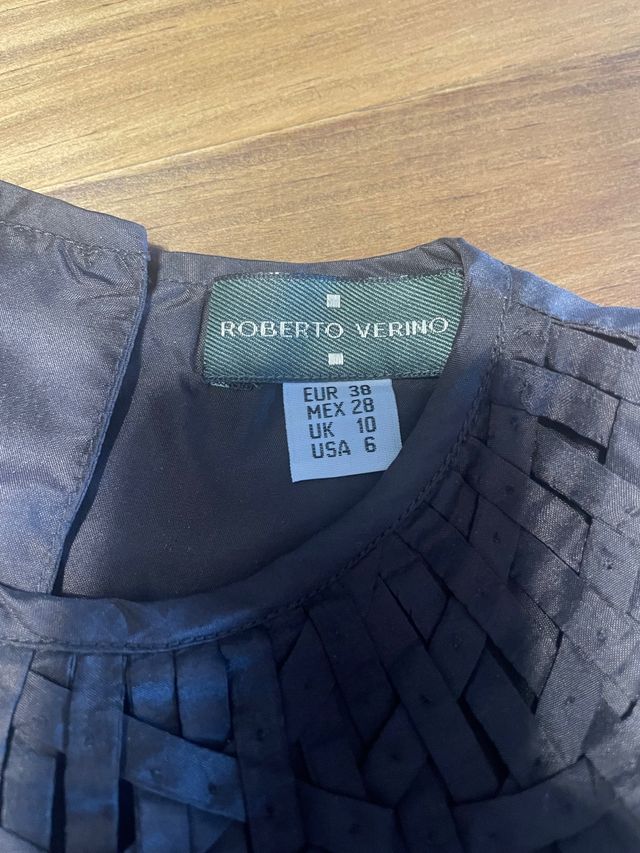 ROBERTO VERINO
EUR 38
MEX 28
UK 10
USA 6